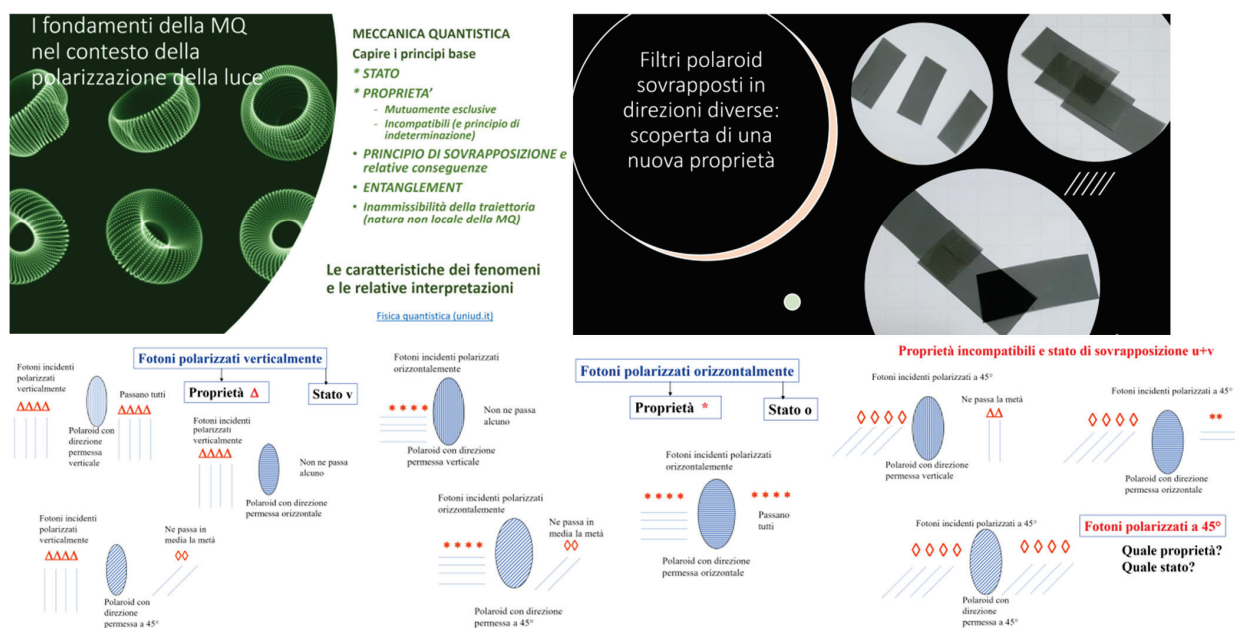 I fondamenti della MQ
nel contesto della
polarizzazione della luce
MECCANICA QUANTISTICA
Capire i principi base
* STATO
* PROPRIETA'
- Mutuamente esclusive
- Incompatibili (e principio di
indeterminazione)
• PRINCIPIO DI SOVRAPPOSIZIONE e
relative conseguenze
• ENTANGLEMENT
• Inammissibilità della traiettoria
(natura non locale della MQ)
Le caratteristiche dei fenomeni
e le relative interpretazioni
Fisica quantistica (uniud.it)
Filtri polaroid
sovrapposti in
direzioni diverse:
scoperta di una
nuova proprietà
Fotoni polarizzati verticalmente
Proprietà Δ
Stato v
Fotoni incidenti
polarizzati
verticalmente
ΔΔΔΔ
Passano tutti
ΔΔΔΔ
Polaroid con
direzione
permessa
verticale
Fotoni incidenti
polarizzati
verticalmente
ΔΔΔΔ
Non ne passa
alcuno
Polaroid con direzione
permessa orizzontale
Fotoni incidenti
polarizzati
verticalmente
ΔΔΔΔ
Ne passa in
media la metà
◊◊
Polaroid con
direzione
permessa a 45°
Fotoni incidenti polarizzati
orizzontalemente
* * * *
Non ne passa
alcuno
Polaroid con direzione
permessa verticale
Fotoni incidenti polarizzati
orizzontalemente
* * * *
Ne passa in
media la metà
◊◊
Polaroid con direzione
permessa a 45°
Fotoni polarizzati orizzontalmente
Proprietà *
Stato o
Fotoni incidenti polarizzati
orizzontalemente
* * * *
* * * *
Passano
tutti
Polaroid con direzione
permessa orizzontale
Proprietà incompatibili e stato di sovrapposizione u+v
Fotoni incidenti polarizzati a 45°
◊ ◊ ◊ ◊
Ne passa la metà
ΔΔ
Polaroid con direzione
permessa verticale
Fotoni incidenti polarizzati a 45°
◊ ◊ ◊ ◊
**
Polaroid con direzione
permessa orizzontale
Fotoni incidenti polarizzati a 45°
◊ ◊ ◊ ◊
◊ ◊ ◊ ◊
Polaroid con
direzione
permessa a 45°
Fotoni polarizzati a 45°
Quale proprietà?
Quale stato?